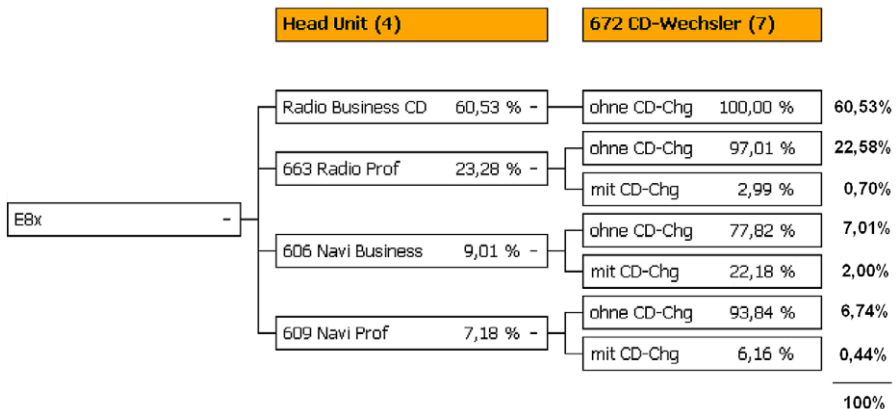 Head Unit (4) 672 CD-Wechsler (7)
Radio Business CD 60,53 % - ohne CD-Chg 100,00 % 60,53%
ohne CD-Chg 97,01 % 22,58%
663 Radio Prof 23,28 % -
mit CD-Chg 2,99 % 0,70%
E8x -
ohne CD-Chg 77,82 % 7,01%
606 Navi Business 9,01 % -
mit CD-Chg 22,18 % 2,00%
ohne CD-Chg 93,84 % 6,74%
609 Navi Prof 7,18 % -
mit CD-Chg 6,16 % 0,44%
100%